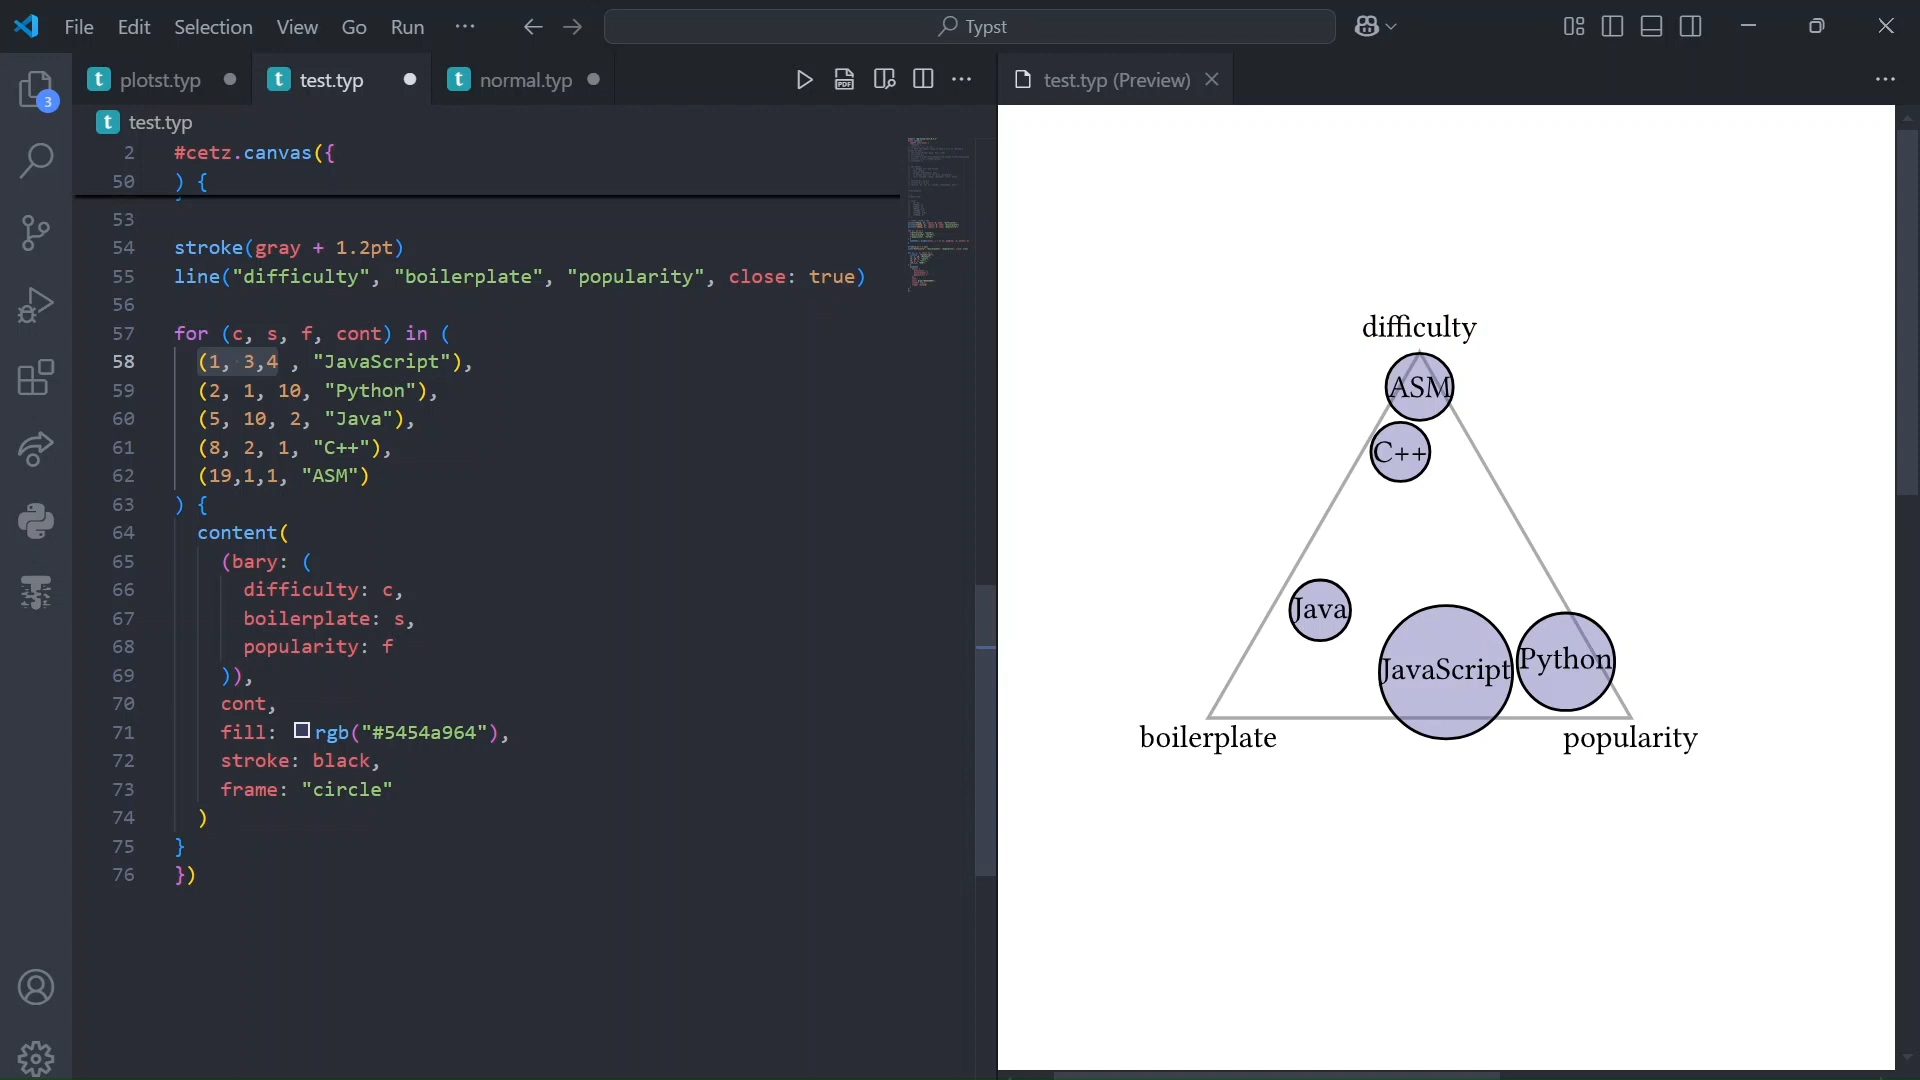 File Edit Selection View Go Run ··· Typst
plotst.typ test.typ normal.typ
PDF
test.typ (Preview)
3
test.typ
2 #cetz.canvas({
50 ) {
53
54 stroke(gray + 1.2pt)
55 line("difficulty", "boilerplate", "popularity", close: true)
56
57 for (c, s, f, cont) in (
58 (1, 3,4 , "JavaScript"),
59 (2, 1, 10, "Python"),
60 (5, 10, 2, "Java"),
61 (8, 2, 1, "C++"),
62 (19,1,1, "ASM")
63 ) {
64 content(
65 (bary: (
66 difficulty: c,
67 boilerplate: s,
68 popularity: f
69 )),
70 cont,
71 fill: rgb("#5454a964"),
72 stroke: black,
73 frame: "circle"
74 )
75 }
76 })
difficulty
ASM
C++
Java
JavaScript
Python
boilerplate
popularity